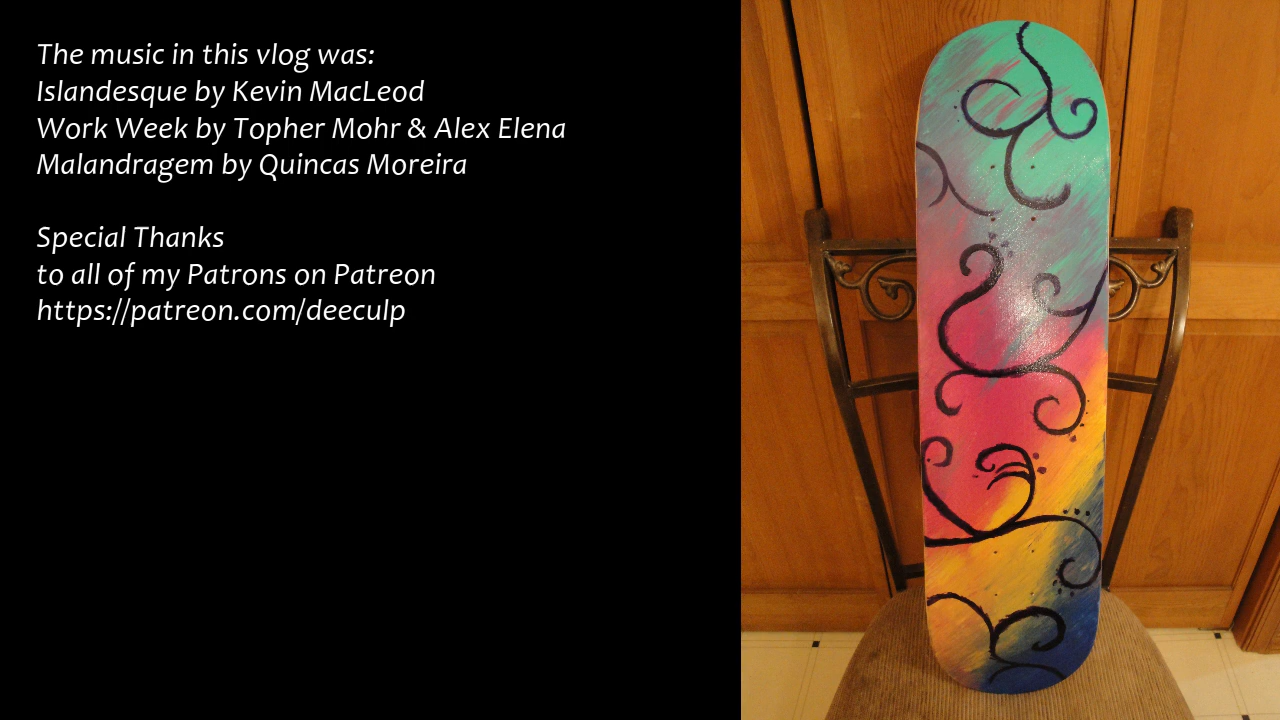 The music in this vlog was:
Islandesque by Kevin MacLeod
Work Week by Topher Mohr & Alex Elena
Malandragem by Quincas Moreira
Special Thanks
to all of my Patrons on Patreon
https://patreon.com/deeculp